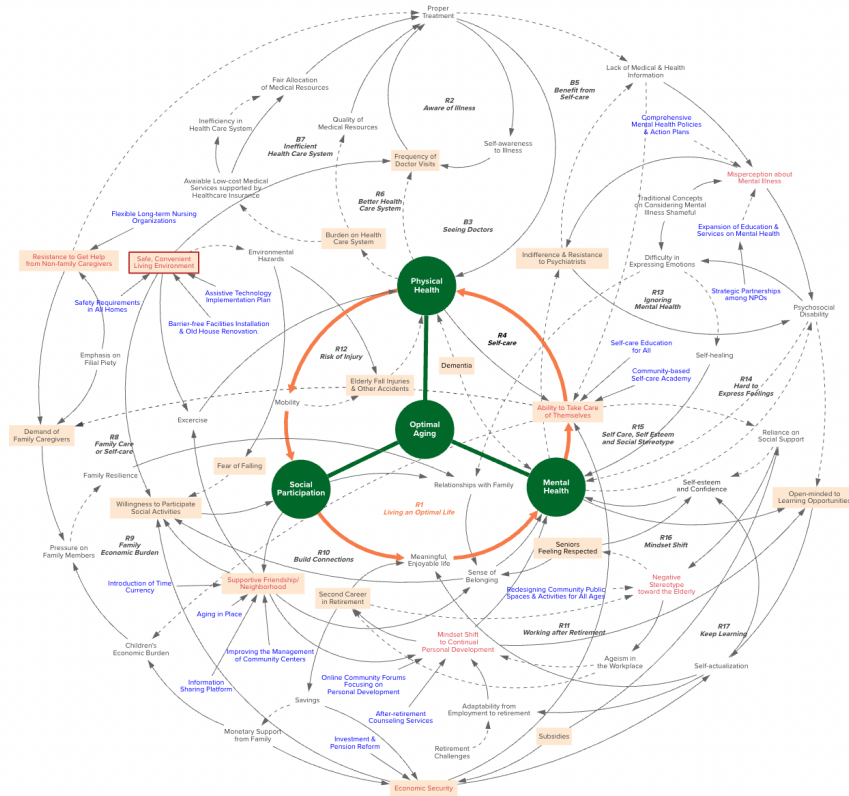 Proper
Treatment
Lack of Medical & Health
Information
B5
Benefit from
Self-care
Fair Allocation
of Medical Resources
R2
Aware of Illness
Inefficiency in
Health Care System
Quality of
Medical Resources
Comprehensive
Mental Health Policies
& Action Plans
B7
Inefficient
Health Care System
Self-awareness
to Illness
Frequency of
Doctor Visits
Misperception about
Mental Illness
Avaiable Low-cost Medical
Services supported by
Healthcare Insurance
R6
Better Health
Care System
Traditional Concepts
on Considering Mental
Illness Shameful
Flexible Long-term Nursing
Organizations
B3
Seeing Doctors
Expansion of Education &
Services on Mental Health
Burden on Health
Care System
Resistance to Get Help
from Non-family Caregivers
Safe, Convenient
Living Environment
Environmental
Hazards
Indifference & Resistance
to Psychiatrists
Difficulty in
Expressing Emotions
Physical
Health
R13
Ignoring
Mental Health
Strategic Partnerships
among NPOs
Assistive Technology
Implementation Plan
Safety Requirements
in All Homes
Psychosocial
Disability
Barrier-free Facilities Installation
& Old House Renovation.
R4
Self-care
Self-care Education
for All
R12
Risk of Injury
Emphasis on
Filial Piety
Self-healing
Dementia
Community-based
Self-care Academy
Elderly Fall Injuries
& Other Accidents
R14
Hard to
Express Feelings
Mobility
Ability to Take Care
of Themselves
Excercise
Optimal
Aging
Demand of
Family Caregivers
R8
Family Care
or Self-care
R15
Self Care, Self Esteem
and Social Stereotype
Reliance on
Social Support
Fear of Falling
Family Resilience
Social
Participation
Relationships with Family
Mental
Health
Self-esteem
and Confidence
Open-minded to
Learning Opportunities
Willingness to Participate
Social Activities
R1
Living an Optimal Life
R9
Family
Economic Burden
Pressure on
Family Members
R10
Build Connections
Meaningful,
Enjoyable life
Seniors
Feeling Respected
R16
Mindset Shift
Sense of
Belonging
Introduction of Time
Currency
Supportive Friendship/
Neighborhood
Second Career
in Retirement
Redesigning Community Public
Spaces & Activities for All Ages
Negative
Stereotype
toward the Elderly
Aging in Place
R11
Working after Retirement
R17
Keep Learning
Children's
Economic Burden
Improving the Management
of Community Centers
Mindset Shift
to Continual
Personal Development
Ageism in
the Workplace
Self-actualization
Information
Sharing Platform
Online Community Forums
Focusing on
Personal Development
Savings
Adaptability from
Employment to retirement
After-retirement
Counseling Services
Monetary Support
from Family
Investment &
Pension Reform
Subsidies
Retirement
Challenges
Economic Security